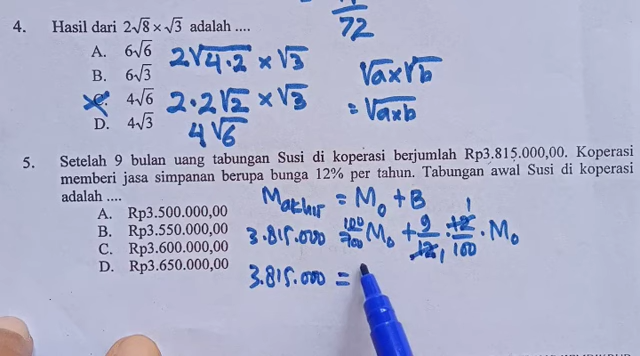 72
4. Hasil dari 2√8 × √3 adalah ....
A. 6√6
B. 6√3
C. 4√6
D. 4√3
2√4·2 × √3
2·2√2 × √3
4√6
√a×√b
= √a×b
5. Setelah 9 bulan uang tabungan Susi di koperasi berjumlah Rp3.815.000,00. Koperasi
memberi jasa simpanan berupa bunga 12% per tahun. Tabungan awal Susi di koperasi
adalah ....
A. Rp3.500.000,00
B. Rp3.550.000,00
C. Rp3.600.000,00
D. Rp3.650.000,00
Makhir = M₀ + B
3.815.000 = 100/100 M₀ + 9/12 · 12/100 · M₀
1
1
3.815.000 =